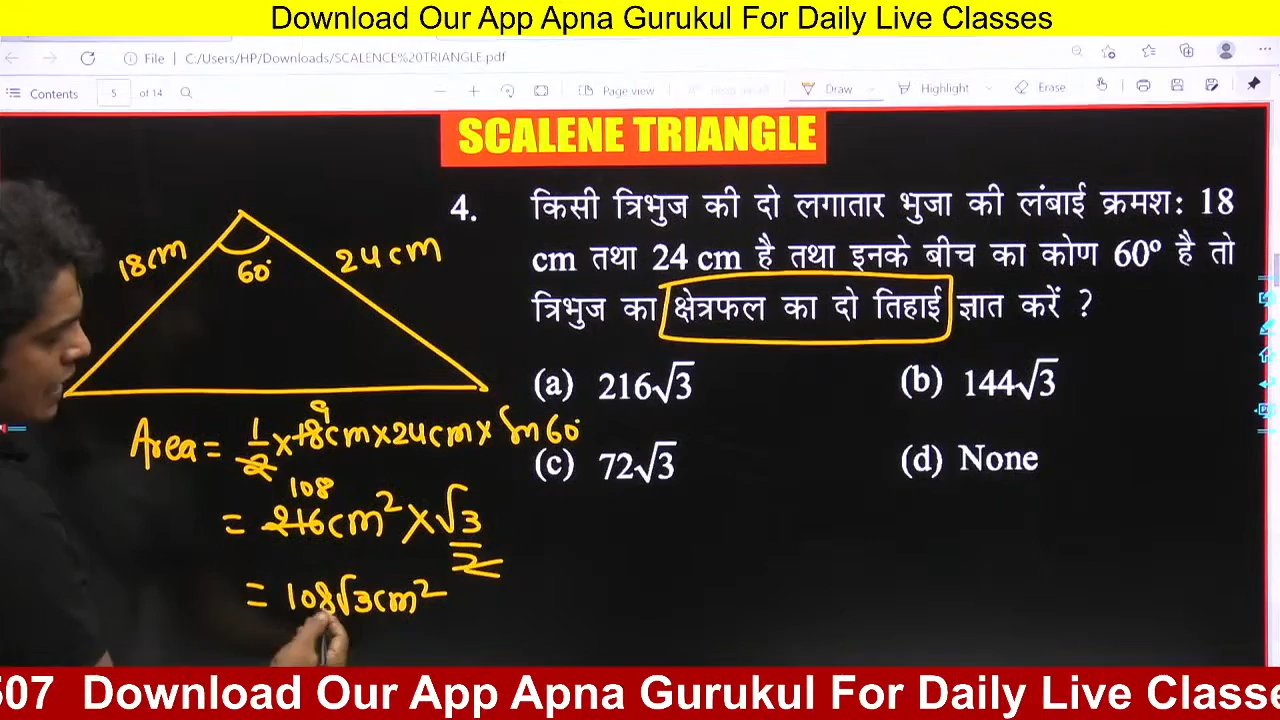 Download Our App Apna Gurukul For Daily Live Classes
File | C:/Users/HP/Downloads/SCALENCE%20TRIANGLE.pdf
Contents 5 of 14 Page view Draw Highlight Erase
SCALENE TRIANGLE
4. किसी त्रिभुज की दो लगातार भुजा की लंबाई क्रमश: 18
cm तथा 24 cm है तथा इनके बीच का कोण 60º है तो
त्रिभुज का क्षेत्रफल का दो तिहाई ज्ञात करें ?
(a) 216√3 (b) 144√3
(c) 72√3 (d) None
18cm 60° 24cm
9
Area = 1/2 × 18cm × 24cm × Sin 60°
108
= 216cm² × √3/2
= 108√3cm²
507 Download Our App Apna Gurukul For Daily Live Classe